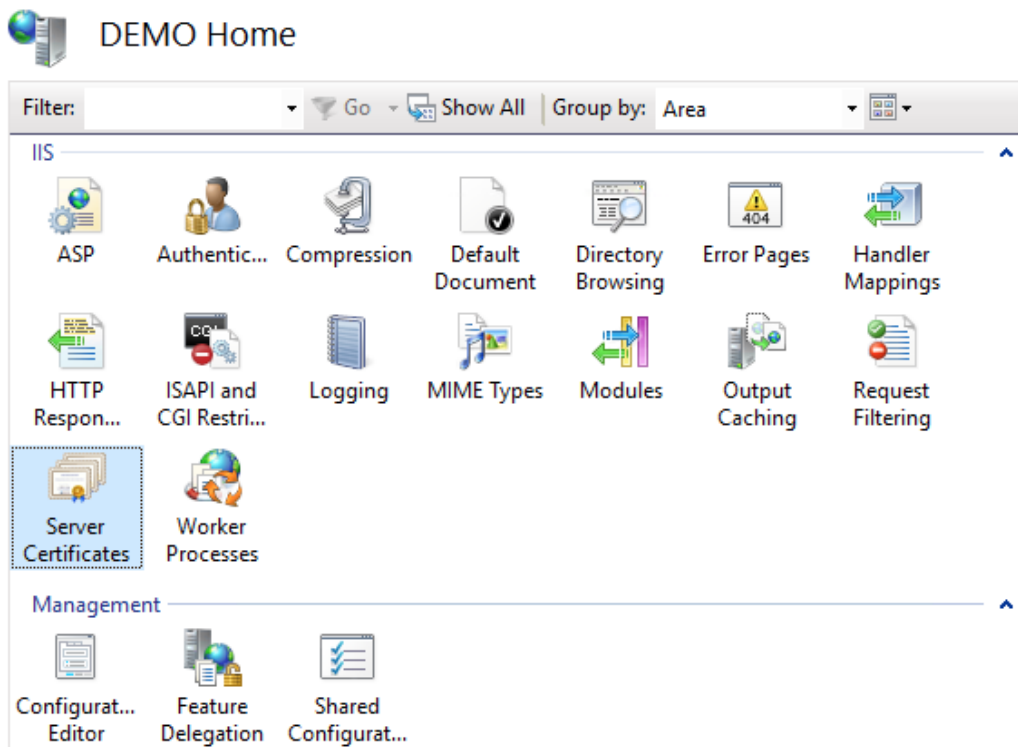 DEMO Home
Filter: Go Show All Group by: Area
IIS
ASP Authentic... Compression Default Directory Error Pages Handler
Document Browsing Mappings
404
CGI
HTTP ISAPI and Logging MIME Types Modules Output Request
Respon... CGI Restri... Caching Filtering
Server Worker
Certificates Processes
Management
Configurat... Feature Shared
Editor Delegation Configurat...